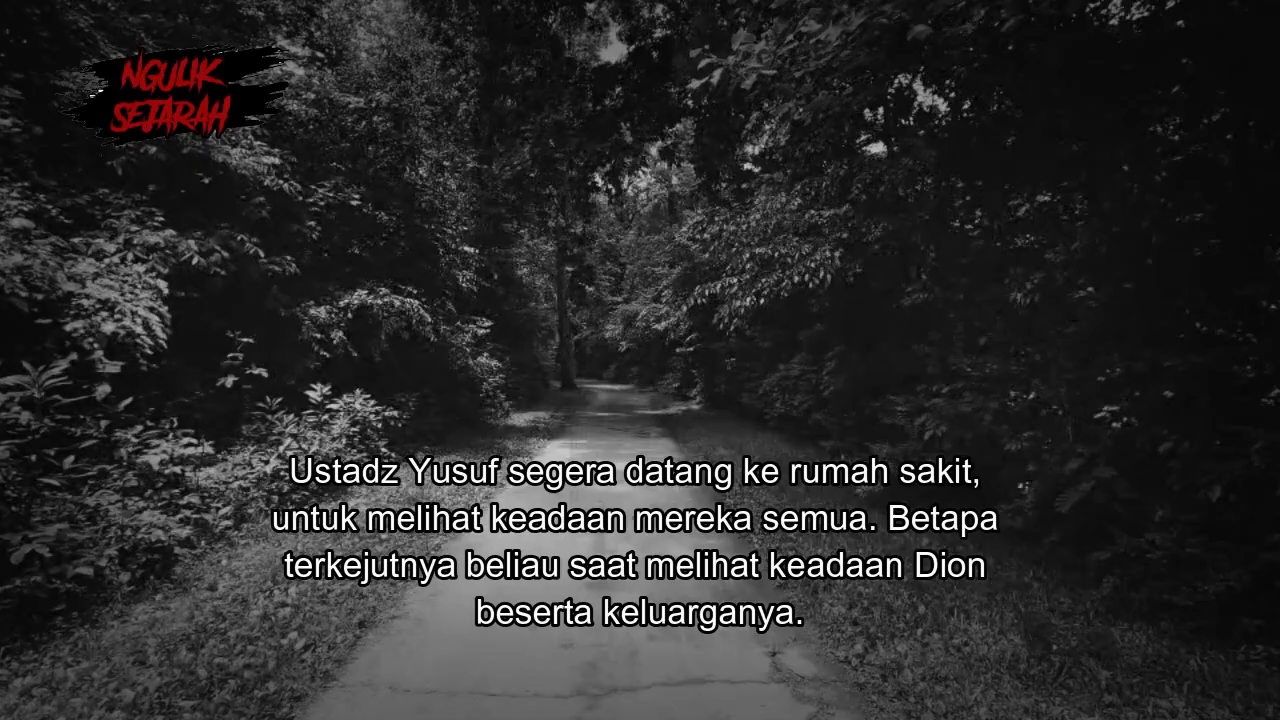 NGULIK
SEJARAH
Ustadz Yusuf segera datang ke rumah sakit,
untuk melihat keadaan mereka semua. Betapa
terkejutnya beliau saat melihat keadaan Dion
beserta keluarganya.